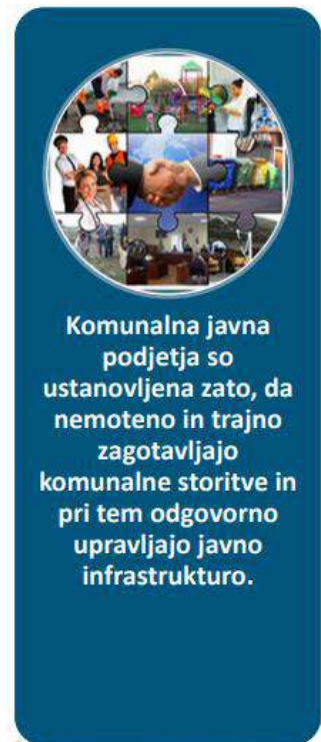 Komunalna javna
podjetja so
ustanovljena zato, da
nemoteno in trajno
zagotavljajo
komunalne storitve in
pri tem odgovorno
upravljajo javno
infrastrukturo.